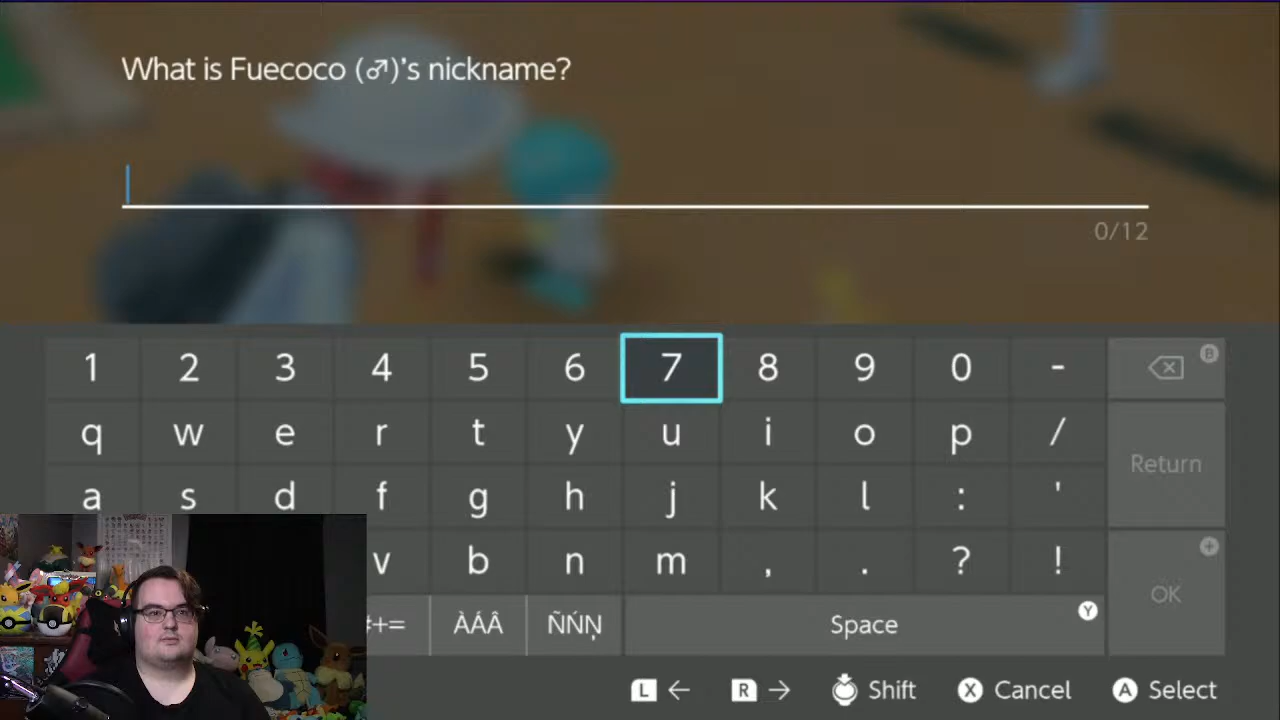 What is Fuecoco (♂)'s nickname?
0/12
1 2 3 4 5 6 7 8 9 0 -
q w e r t y u i o p /
Return
a s d f g h j k l : '
v b n m , . ? !
OK
#+= ÀÁÂ ÑŃŅ Space
L ← R → Shift X Cancel A Select
B
+
Y